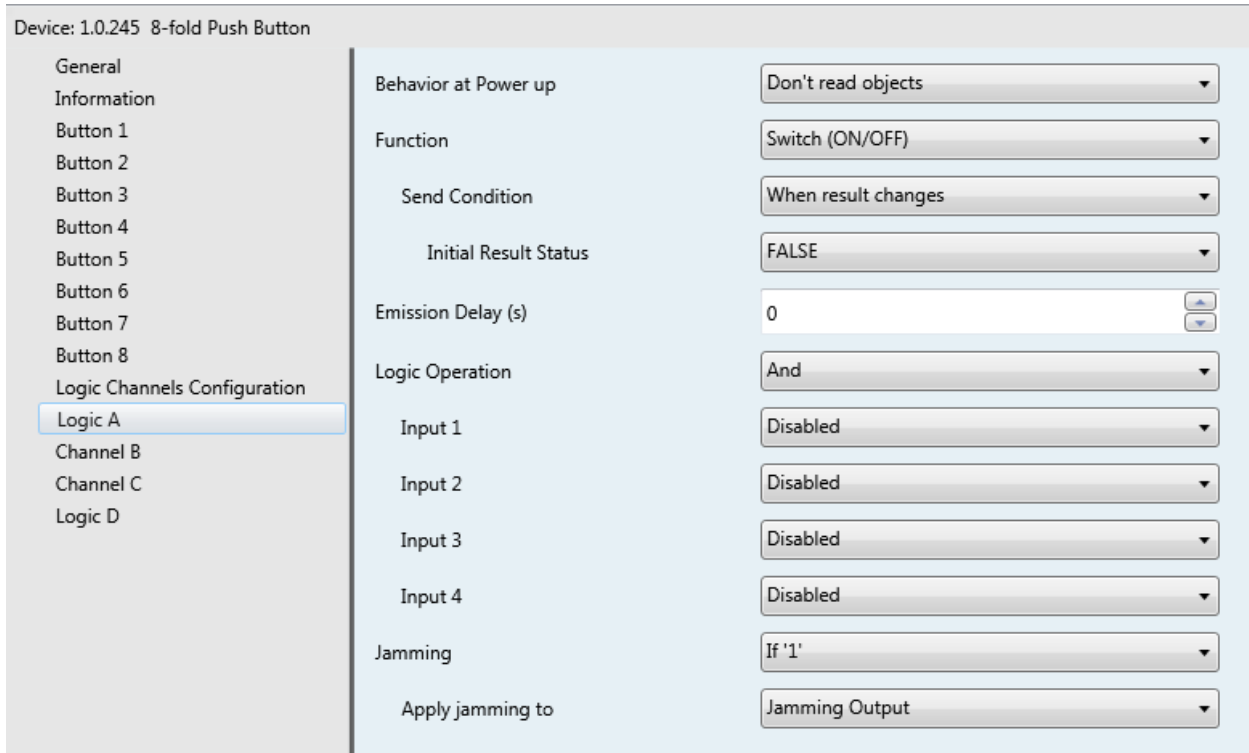 Device: 1.0.245 8-fold Push Button
General
Information
Button 1
Button 2
Button 3
Button 4
Button 5
Button 6
Button 7
Button 8
Logic Channels Configuration
Logic A
Channel B
Channel C
Logic D
Behavior at Power up Don't read objects
Function Switch (ON/OFF)
Send Condition When result changes
Initial Result Status FALSE
Emission Delay (s) 0
Logic Operation And
Input 1 Disabled
Input 2 Disabled
Input 3 Disabled
Input 4 Disabled
Jamming If '1'
Apply jamming to Jamming Output